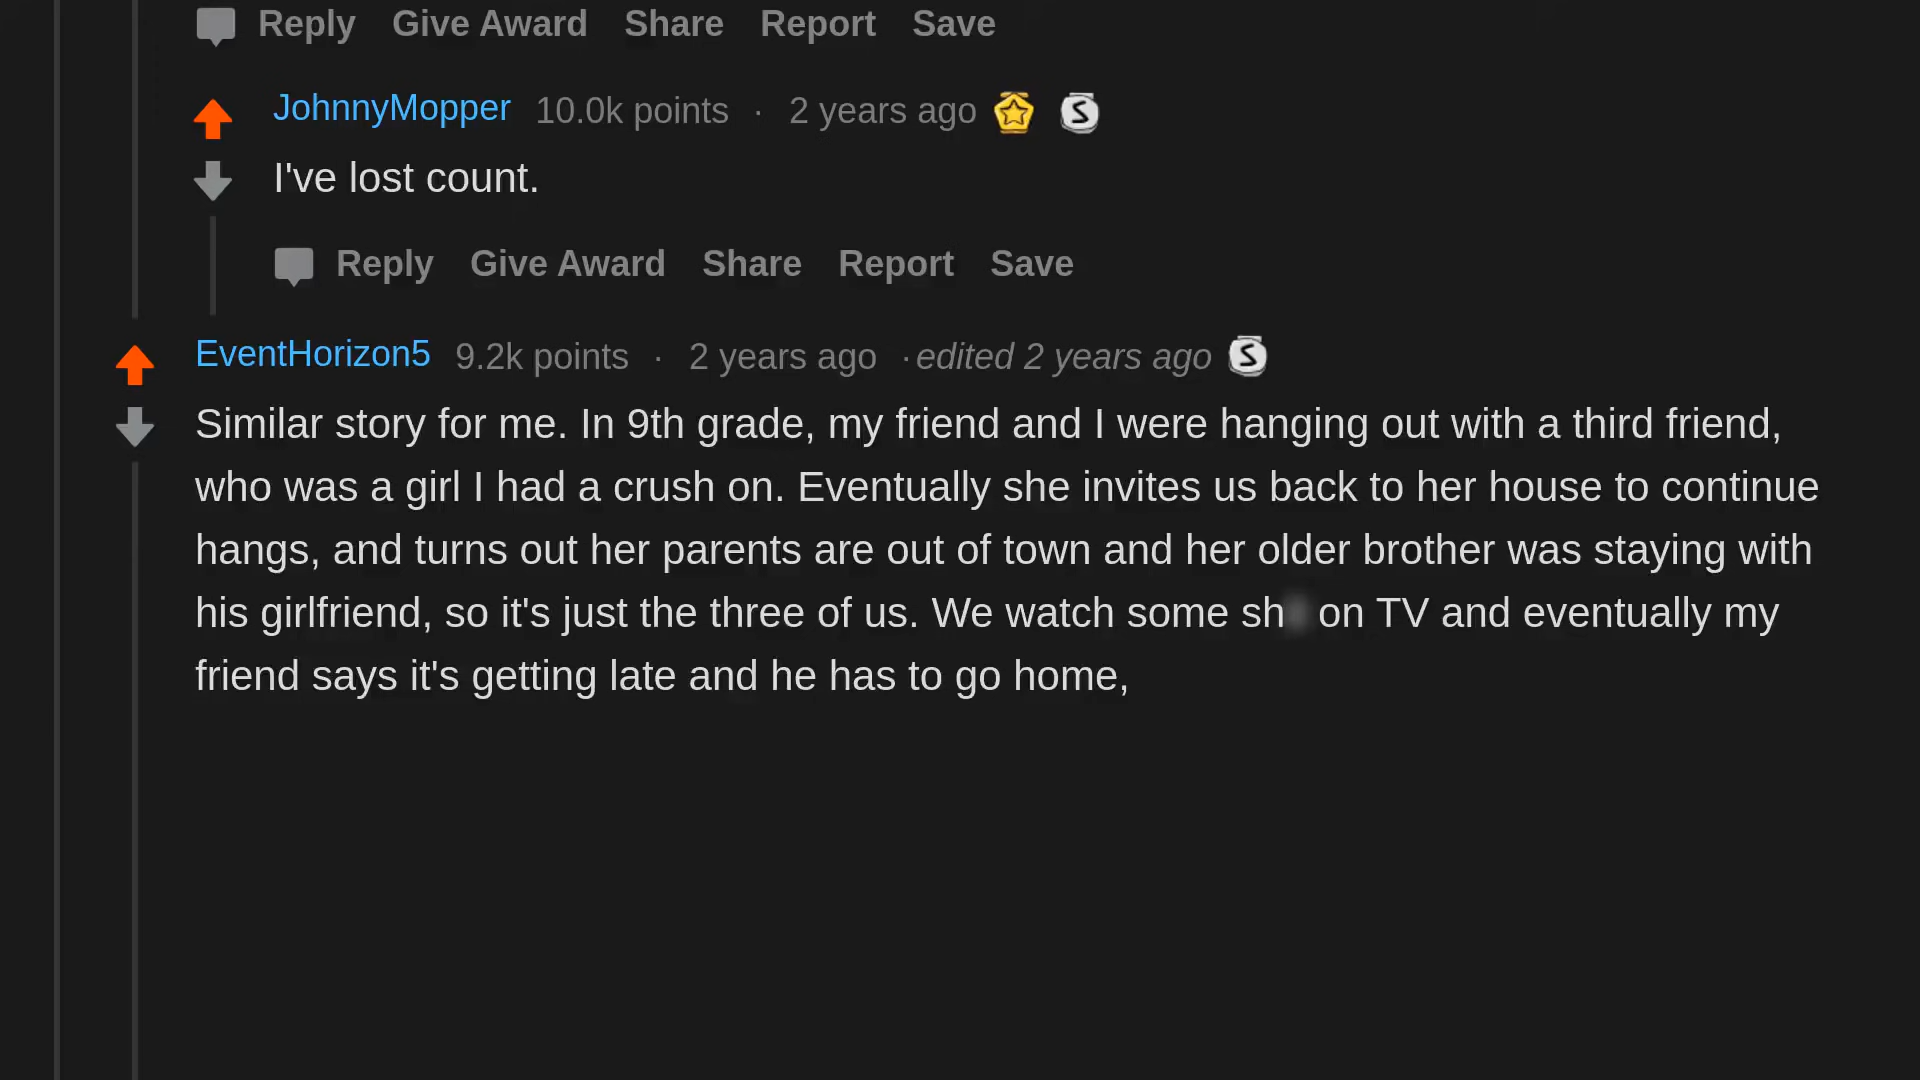 Reply Give Award Share Report Save
JohnnyMopper 10.0k points · 2 years ago S
I've lost count.
Reply Give Award Share Report Save
EventHorizon5 9.2k points · 2 years ago · edited 2 years ago S
Similar story for me. In 9th grade, my friend and I were hanging out with a third friend,
who was a girl I had a crush on. Eventually she invites us back to her house to continue
hangs, and turns out her parents are out of town and her older brother was staying with
his girlfriend, so it's just the three of us. We watch some sh on TV and eventually my
friend says it's getting late and he has to go home,